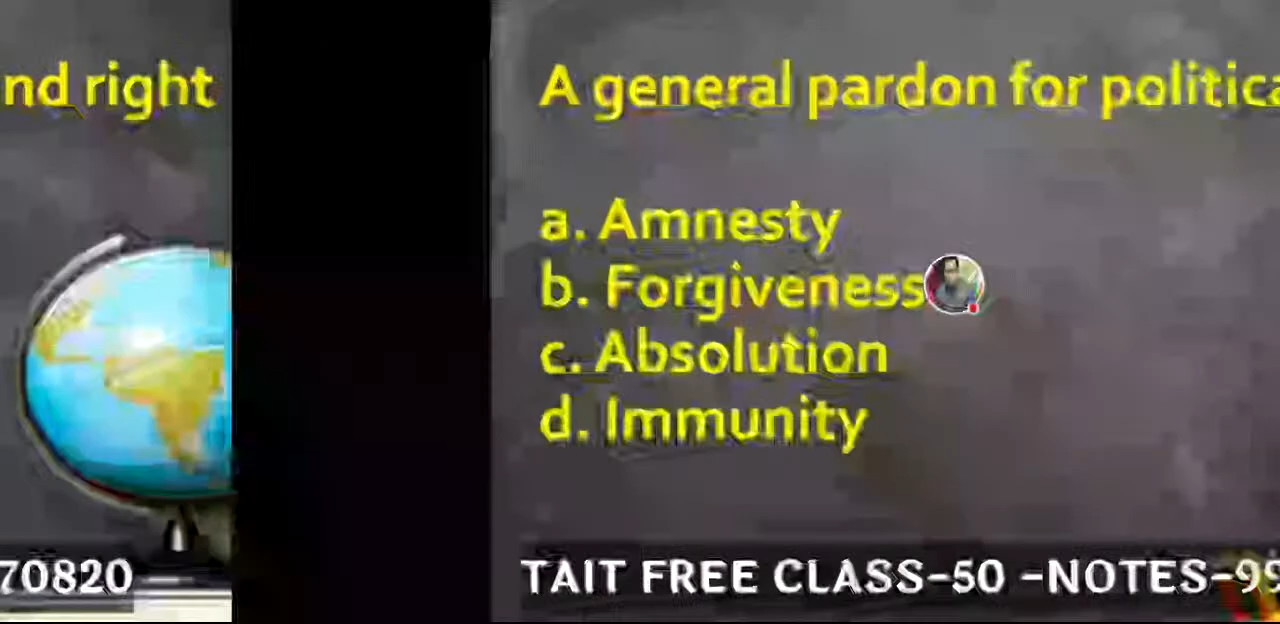 nd right
70820
A general pardon for politica
a. Amnesty
b. Forgiveness
c. Absolution
d. Immunity
TAIT FREE CLASS-50 -NOTES-99